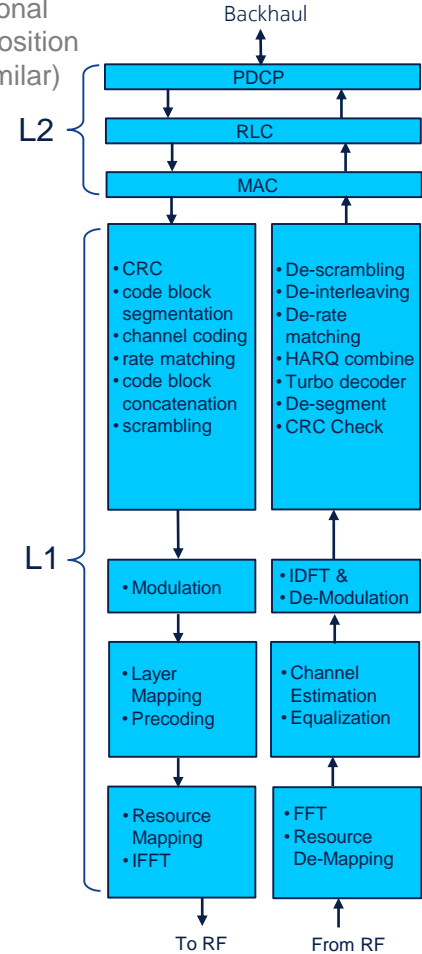 onal
osition
milar)
Backhaul
L2
PDCP
RLC
MAC
L1
• CRC
• code block
segmentation
• channel coding
• rate matching
• code block
concatenation
• scrambling
• De-scrambling
• De-interleaving
• De-rate
matching
• HARQ combine
• Turbo decoder
• De-segment
• CRC Check
• Modulation
• IDFT &
• De-Modulation
• Layer
Mapping
• Precoding
• Channel
Estimation
• Equalization
• Resource
Mapping
• IFFT
• FFT
• Resource
De-Mapping
To RF
From RF